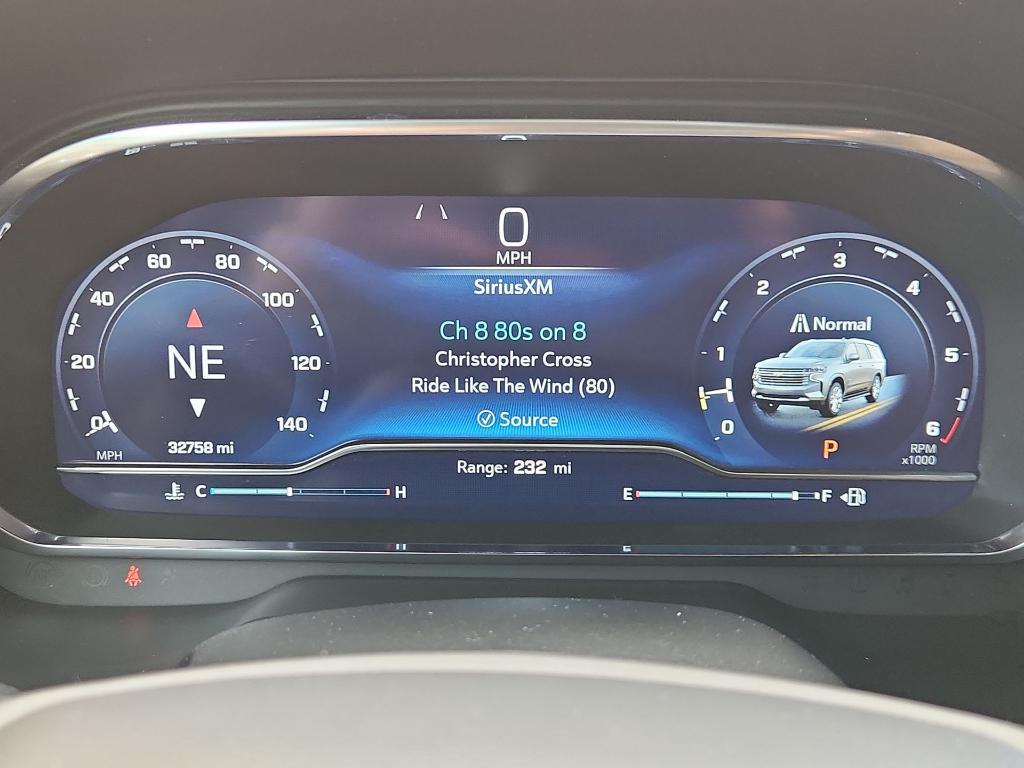 0
MPH
SiriusXM
Ch 8 80s on 8
Christopher Cross
Ride Like The Wind (80)
Source
Range: 232 mi
0
20
40
60
80
100
120
140
MPH
NE
32758 mi
C
H
0
1
2
3
4
5
6
RPM
x1000
Normal
P
E
F